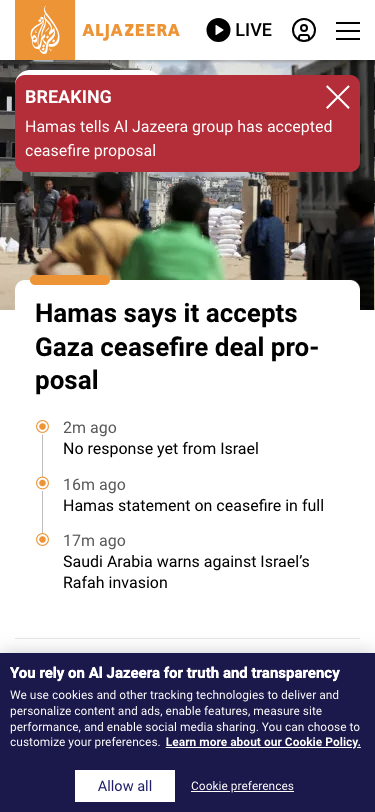 ALJAZEERA
LIVE
BREAKING
Hamas tells Al Jazeera group has accepted
ceasefire proposal
Hamas says it accepts
Gaza ceasefire deal pro-
posal
2m ago
No response yet from Israel
16m ago
Hamas statement on ceasefire in full
17m ago
Saudi Arabia warns against Israel’s
Rafah invasion
You rely on Al Jazeera for truth and transparency
We use cookies and other tracking technologies to deliver and
personalize content and ads, enable features, measure site
performance, and enable social media sharing. You can choose to
customize your preferences. Learn more about our Cookie Policy.
Allow all
Cookie preferences